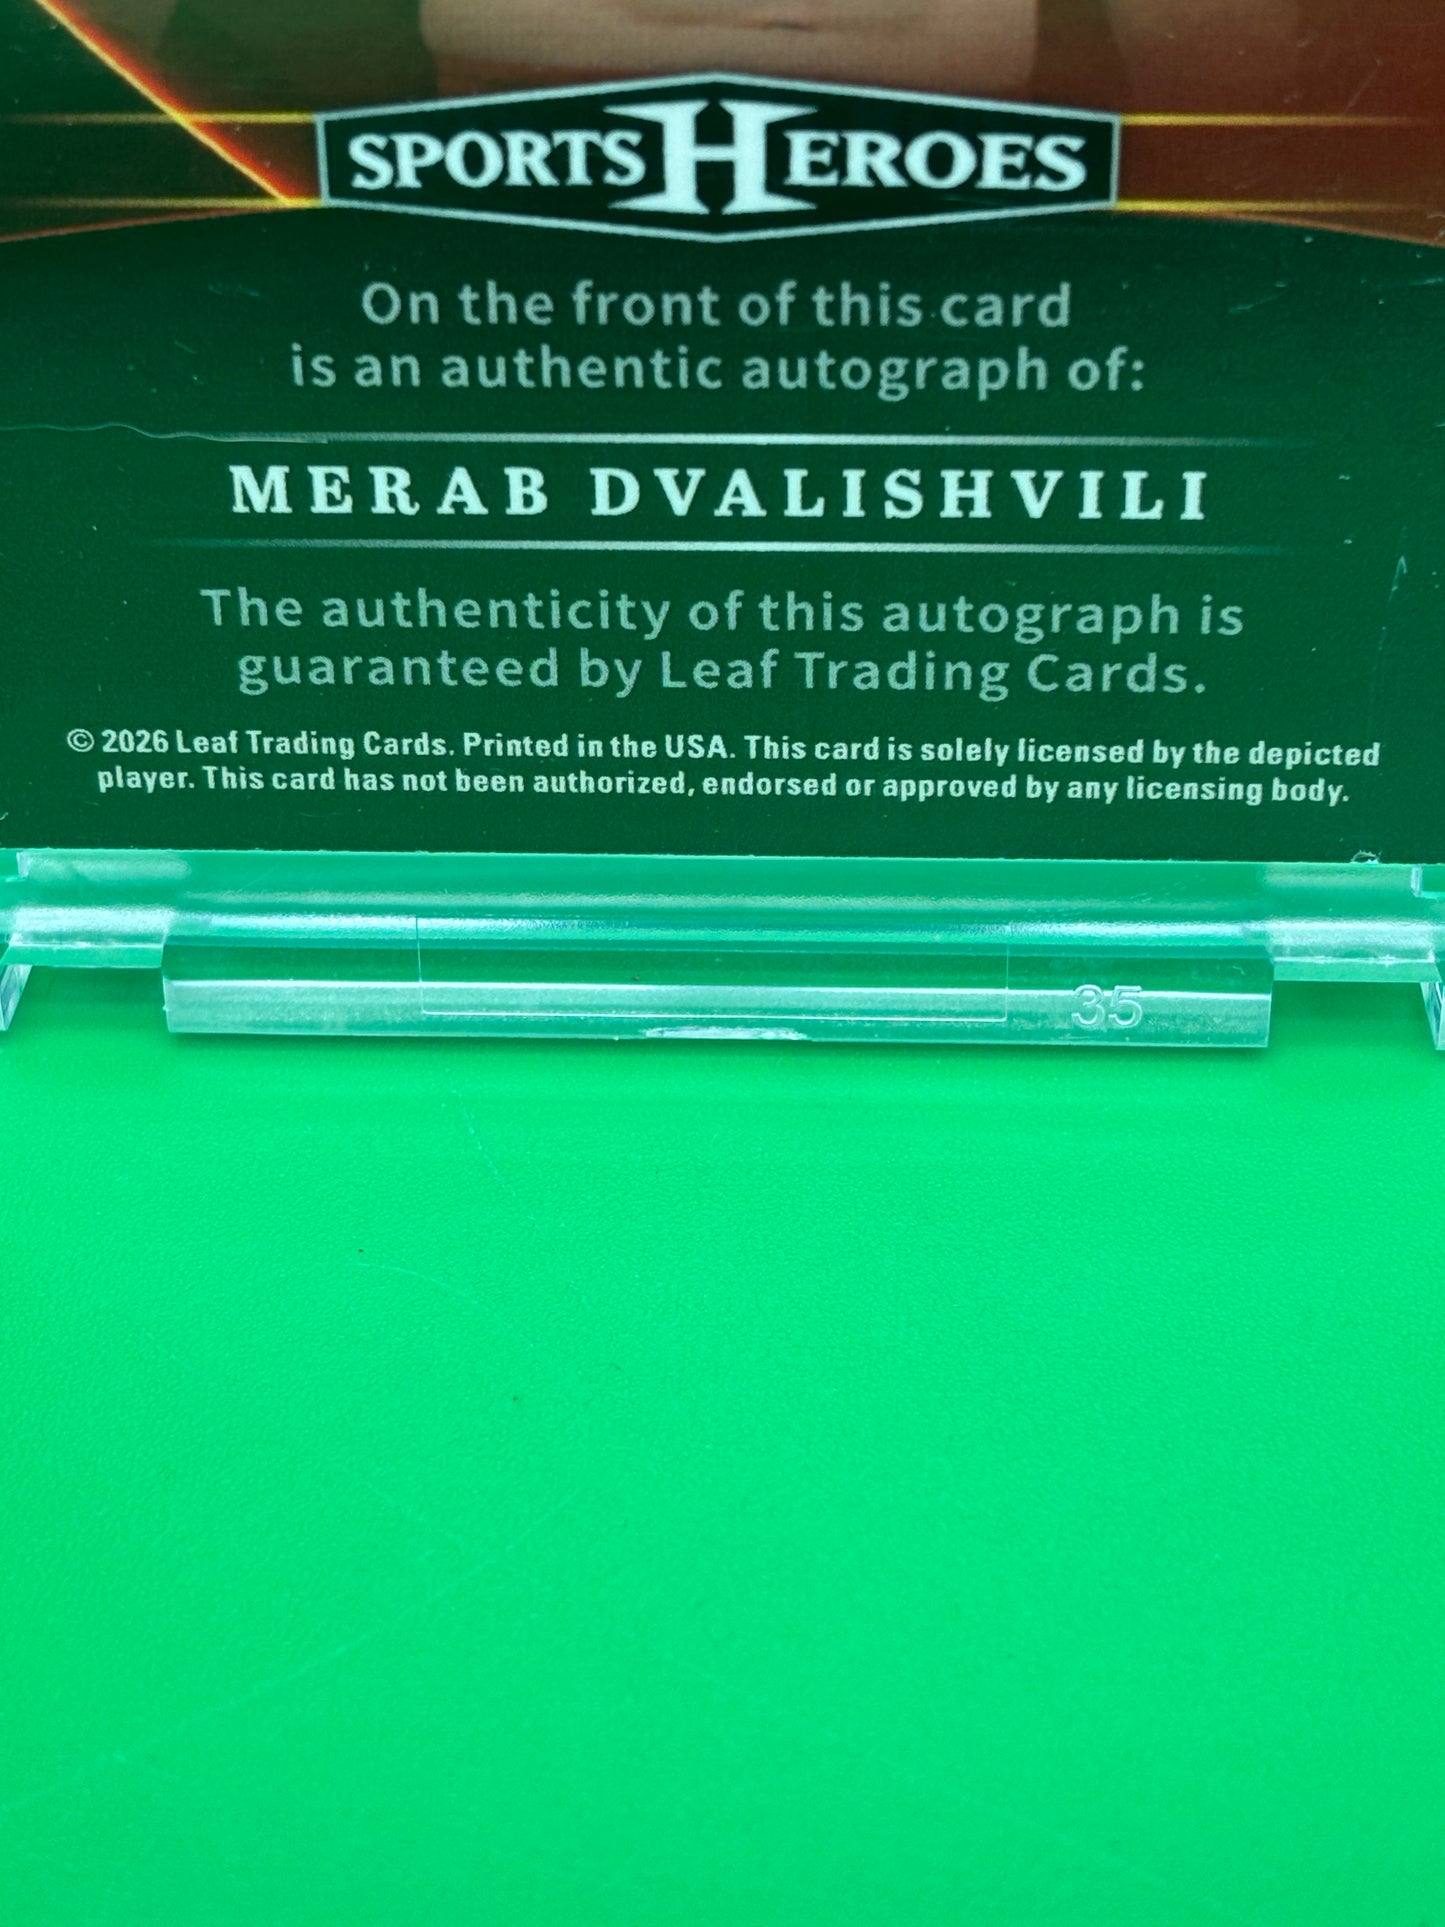 SPORTS HEROES
On the front of this card
is an authentic autograph of:
MERAB DVALISHVILI
The authenticity of this autograph is
guaranteed by Leaf Trading Cards.
© 2026 Leaf Trading Cards. Printed in the USA. This card is solely licensed by the depicted
player. This card has not been authorized, endorsed or approved by any licensing body.
35